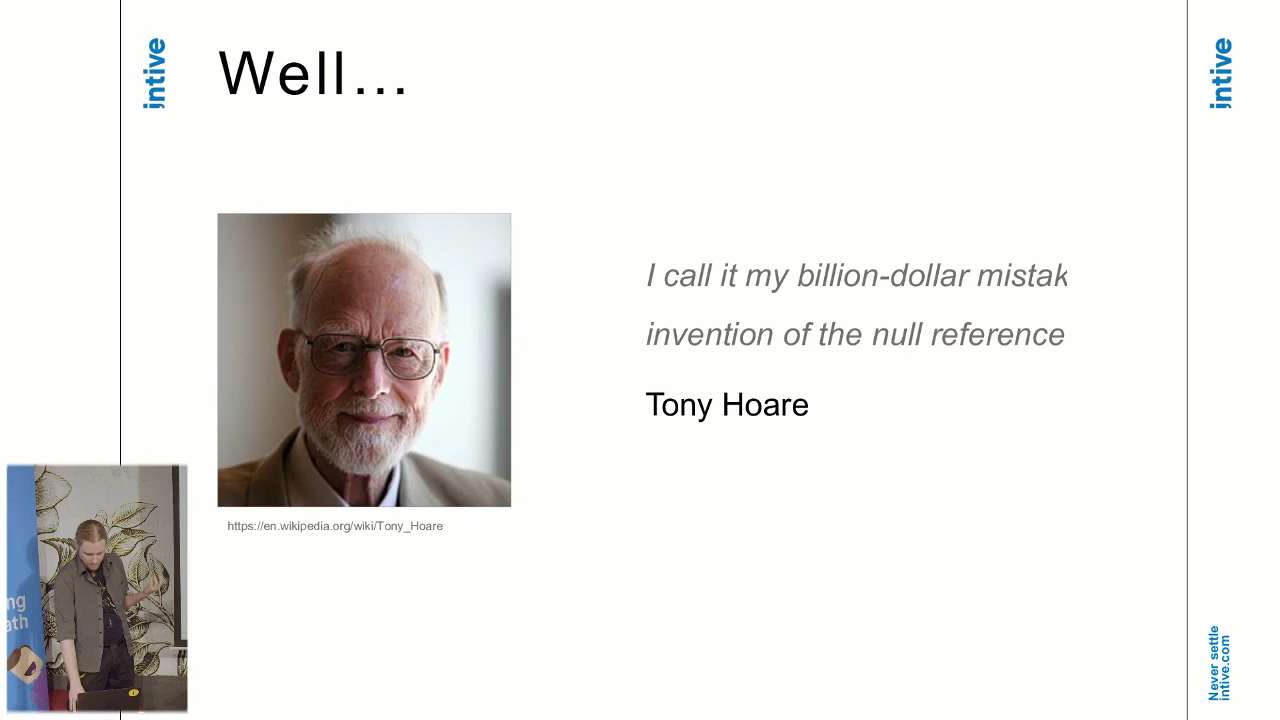 intive
Well...
intive
I call it my billion-dollar mistak
invention of the null reference
Tony Hoare
https://en.wikipedia.org/wiki/Tony_Hoare
ng
ath
Never settle
intive.com